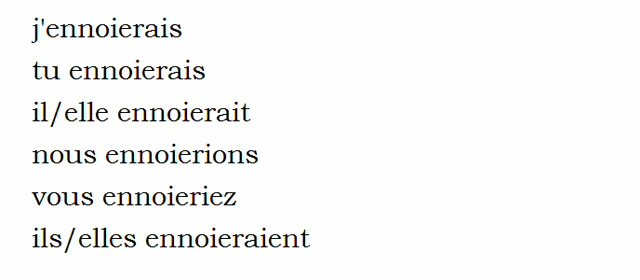 j'ennoierais
tu ennoierais
il/elle ennoierait
nous ennoierions
vous ennoieriez
ils/elles ennoieraient